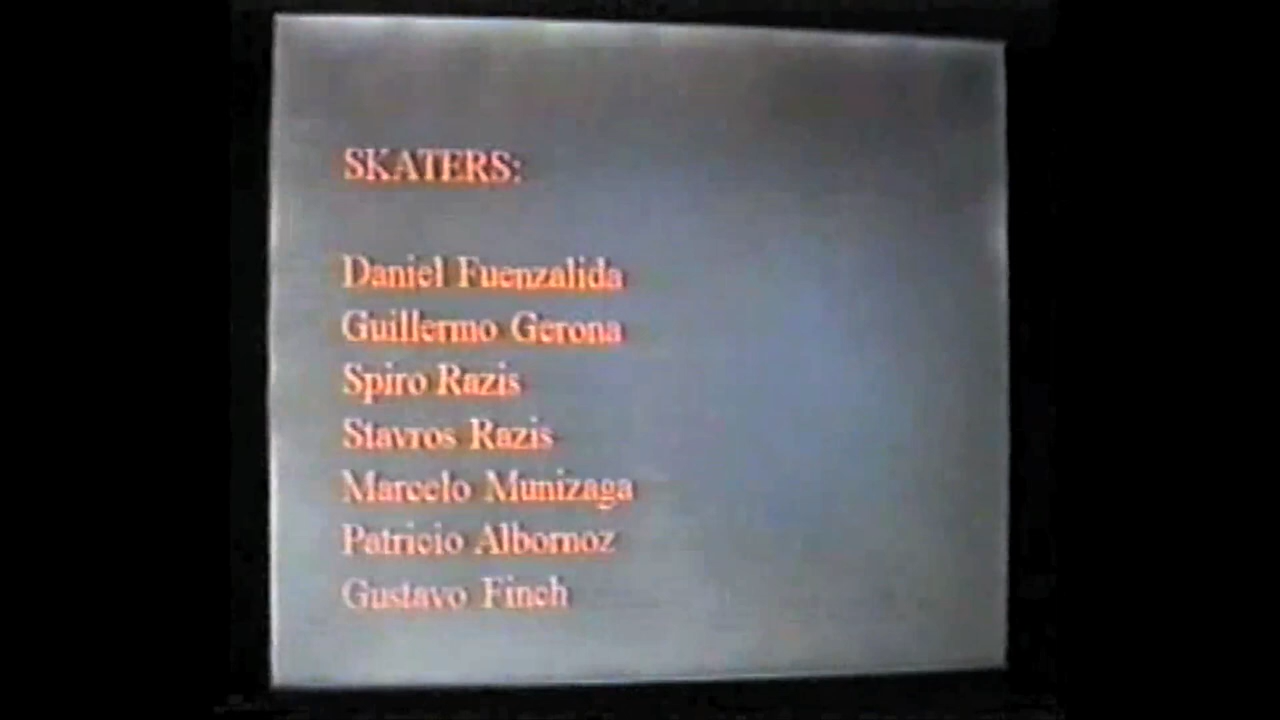 SKATERS:
Daniel Fuenzalida
Guillermo Gerona
Spiro Razis
Stavros Razis
Marcelo Munizaga
Patricio Albornoz
Gustavo Finch